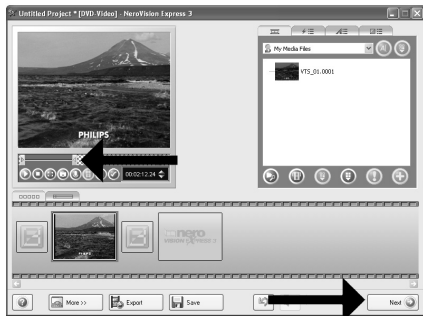 Untitled Project *[DVD-Video] - NeroVision Express 3
My Media Files
VTS_01.0001
PHILIPS
00:02:12.24
nero
VISION EXPRESS 3
More >>
Export
Save
Next